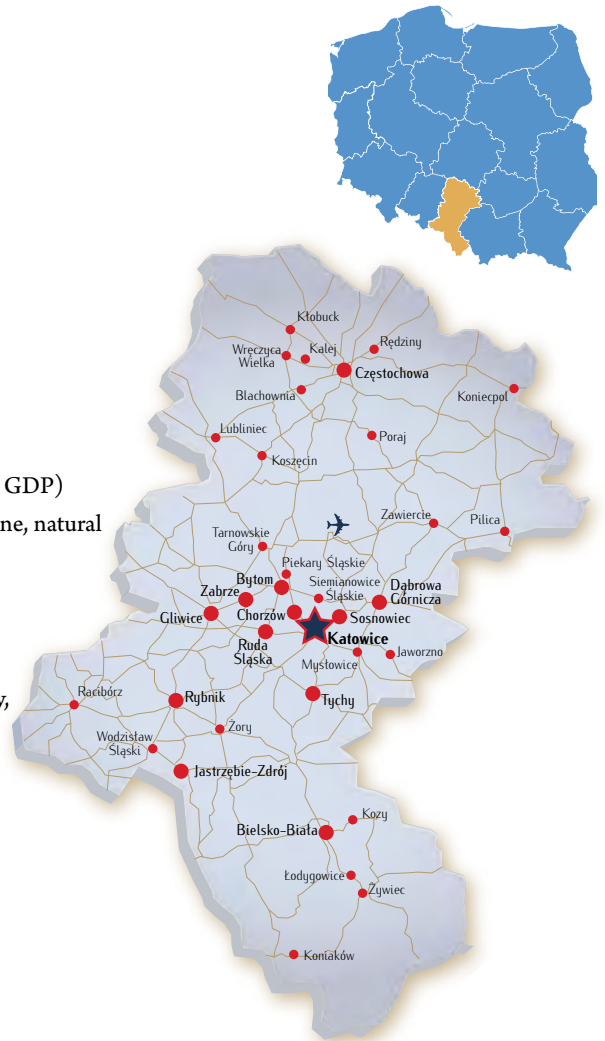 Kłobuck
Rędziny
Wręczyca
Wielka
Kalej
Częstochowa
Blachownia
Koniecpol
Lubliniec
Poraj
Koszęcin
GDP)
ne, natural
Zawiercie
Pilica
Tarnowskie
Góry
Piekary Śląskie
Bytom
Siemianowice
Śląskie
Dąbrowa
Górnicza
Zabrze
Gliwice
Chorzów
Sosnowiec
Katowice
Ruda
Śląska
Mysłowice
Jaworzno
Racibórz
y,
Rybnik
Tychy
Żory
Wodzisław
Śląski
Jastrzębie-Zdrój
Kozy
Bielsko-Biała
Łodygowice
Żywiec
Koniaków